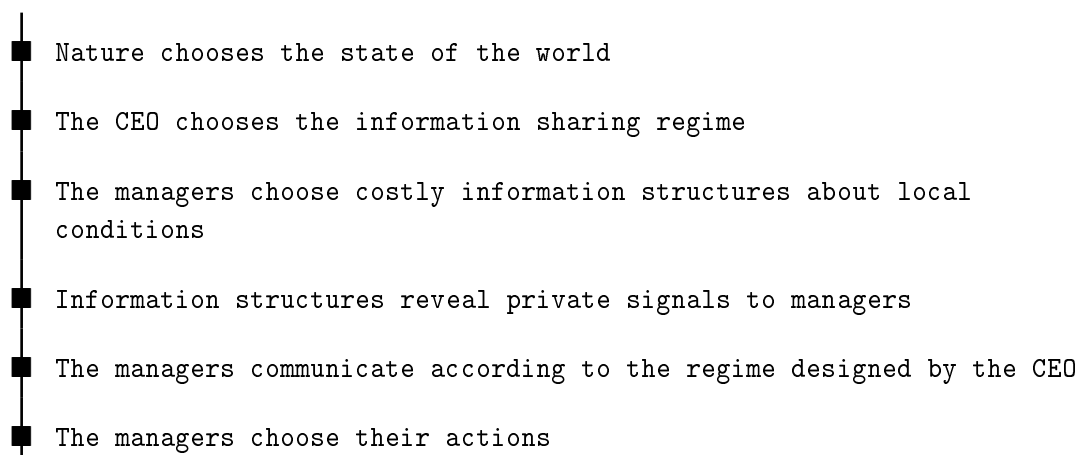 Nature chooses the state of the world
The CEO chooses the information sharing regime
The managers choose costly information structures about local
conditions
Information structures reveal private signals to managers
The managers communicate according to the regime designed by the CEO
The managers choose their actions